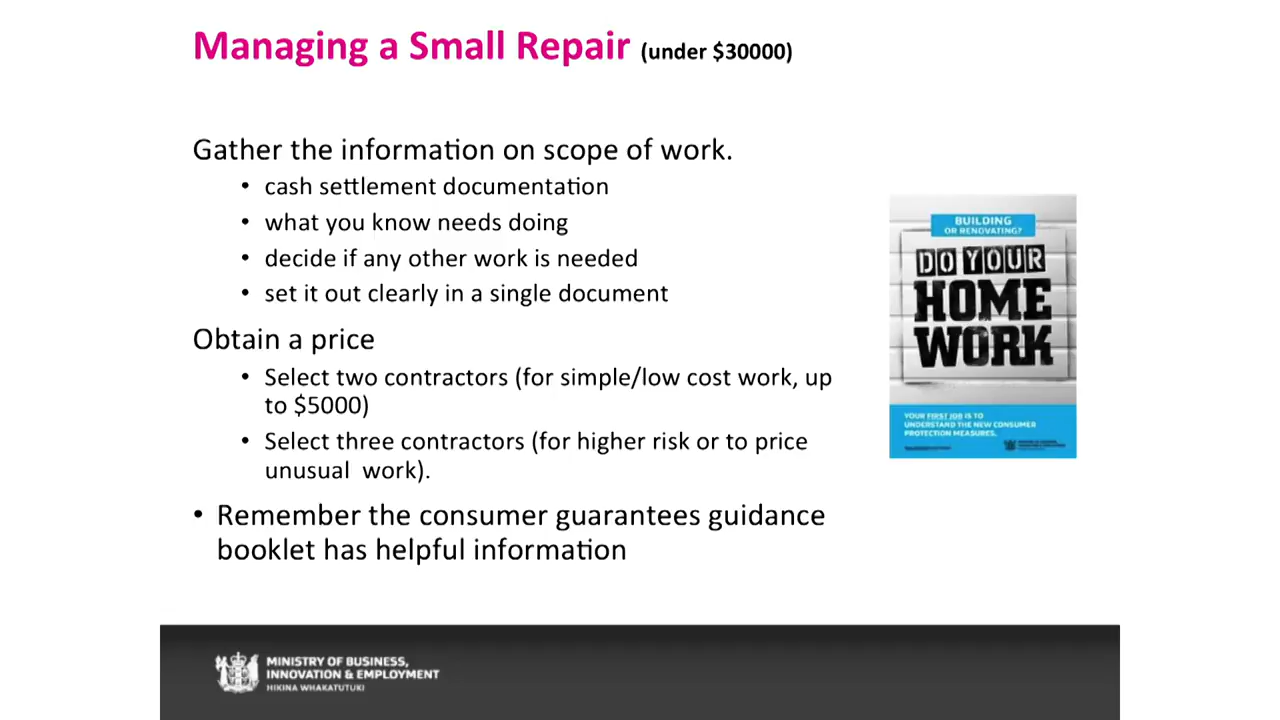 Managing a Small Repair (under $30000)
Gather the information on scope of work.
• cash settlement documentation
• what you know needs doing
• decide if any other work is needed
• set it out clearly in a single document
Obtain a price
• Select two contractors (for simple/low cost work, up
to $5000)
• Select three contractors (for higher risk or to price
unusual work).
• Remember the consumer guarantees guidance
booklet has helpful information
BUILDING
OR RENOVATING?
DO YOUR
HOME
WORK
YOUR FIRST JOB IS TO
UNDERSTAND THE NEW CONSUMER
PROTECTION MEASURES.
MINISTRY OF BUSINESS,
INNOVATION & EMPLOYMENT
HIKINA WHAKATUTUKI